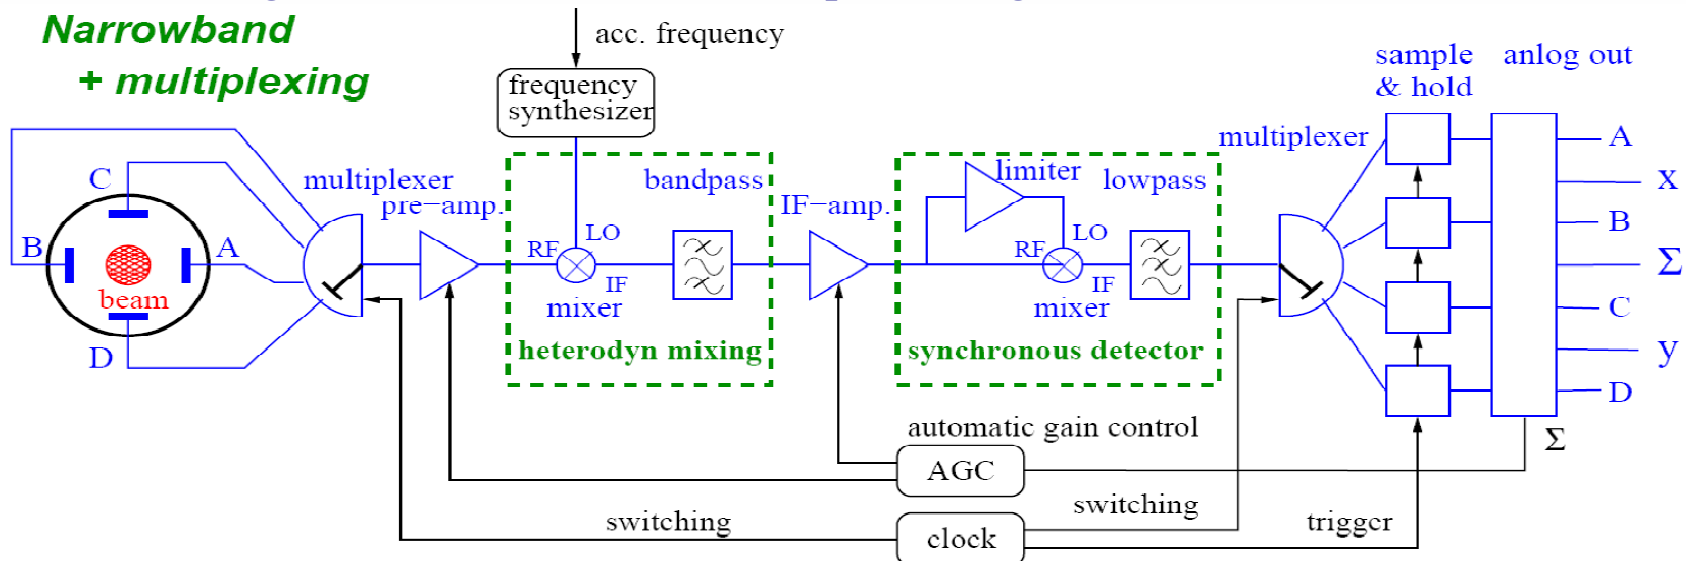 Narrowband
+ multiplexing
acc. frequency
frequency
synthesizer
sample
& hold
anlog out
C
B
A
D
beam
multiplexer
pre-amp.
RF
LO
IF
mixer
bandpass
heterodyn mixing
IF-amp.
limiter
lowpass
RF
LO
IF
mixer
synchronous detector
multiplexer
A
x
B
Σ
C
y
D
Σ
automatic gain control
AGC
switching
clock
switching
trigger